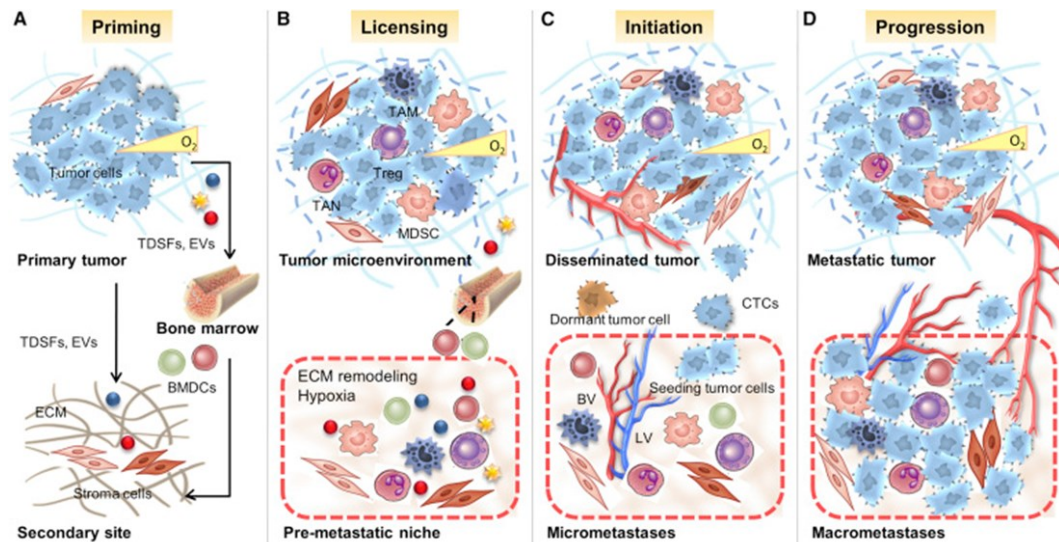 A
Priming
O₂
Tumor cells
TDSFs, EVs
Primary tumor
Bone marrow
TDSFs, EVs
BMDCs
ECM
Stroma cells
Secondary site
B
Licensing
TAM
O₂
Treg
TAN
MDSC
Tumor microenvironment
ECM remodeling
Hypoxia
Pre-metastatic niche
C
Initiation
O₂
Disseminated tumor
CTCs
Dormant tumor cell
Seeding tumor cells
BV
LV
Micrometastases
D
Progression
O₂
Metastatic tumor
Macrometastases